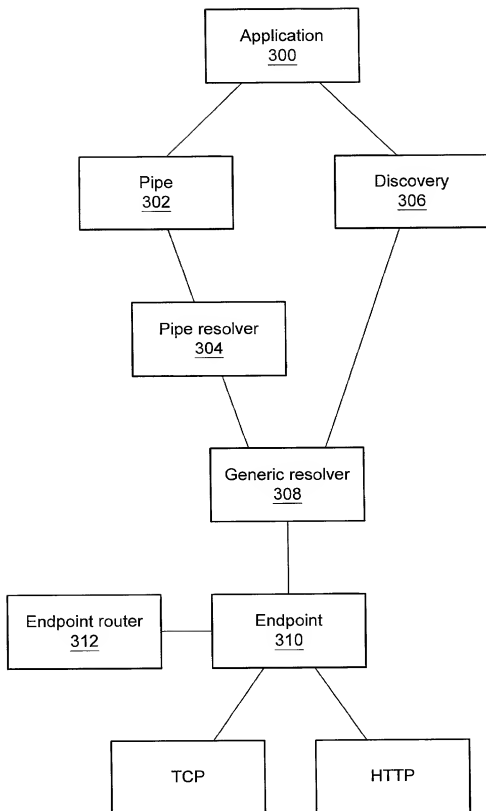 Application
300
Pipe
302
Discovery
306
Pipe resolver
304
Generic resolver
308
Endpoint router
312
Endpoint
310
TCP
HTTP